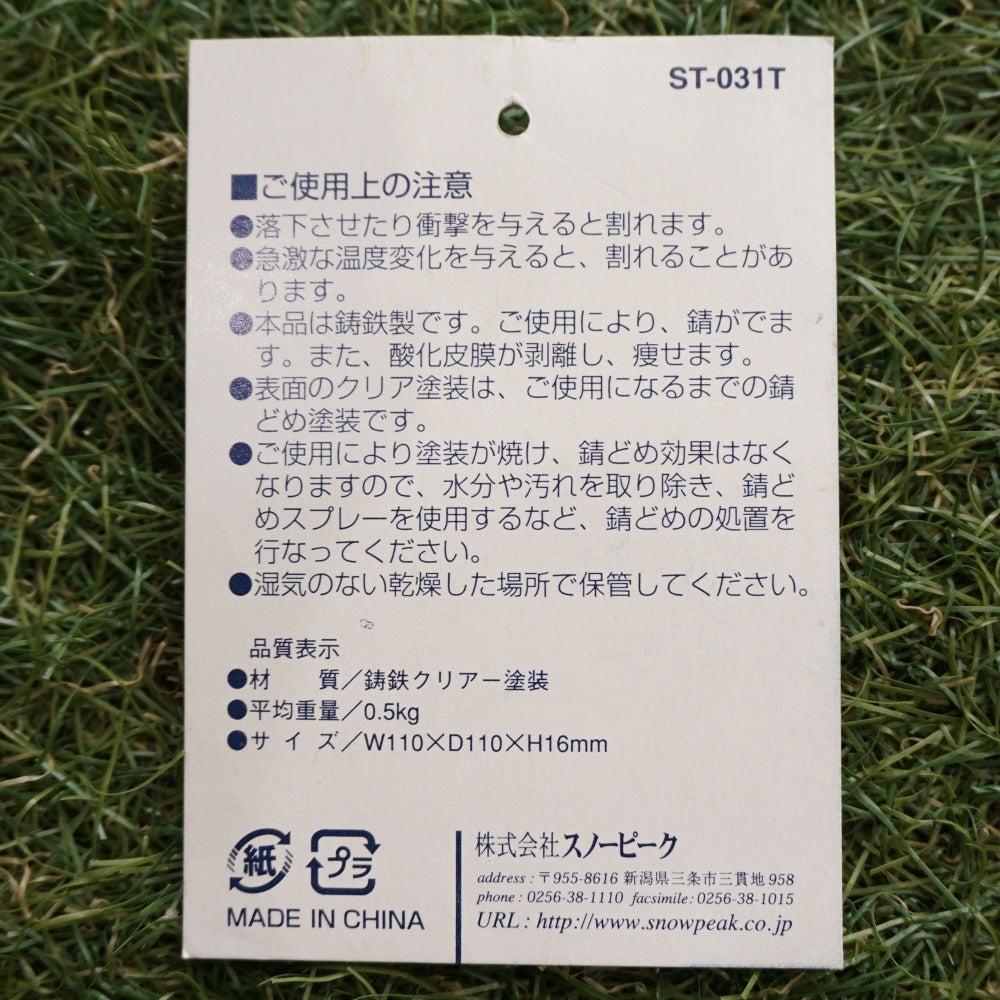 ST-031T
■ご使用上の注意
●落下させたり衝撃を与えると割れます。
●急激な温度変化を与えると、割れることがあ
ります。
●本品は鋳鉄製です。ご使用により、錆がでま
す。また、酸化皮膜が剥離し、痩せます。
●表面のクリア塗装は、ご使用になるまでの錆
どめ塗装です。
●ご使用により塗装が焼け、錆どめ効果はなく
なりますので、水分や汚れを取り除き、錆ど
めスプレーを使用するなど、錆どめの処置を
行なってください。
●湿気のない乾燥した場所で保管してください。
品質表示
●材　　質／鋳鉄クリアー塗装
●平均重量／0.5kg
●サ イ ズ／W110×D110×H16mm
紙 プラ
MADE IN CHINA
株式会社スノーピーク
address : 〒955-8616 新潟県三条市三貫地 958
phone : 0256-38-1110 facsimile : 0256-38-1015
URL : http://www.snowpeak.co.jp